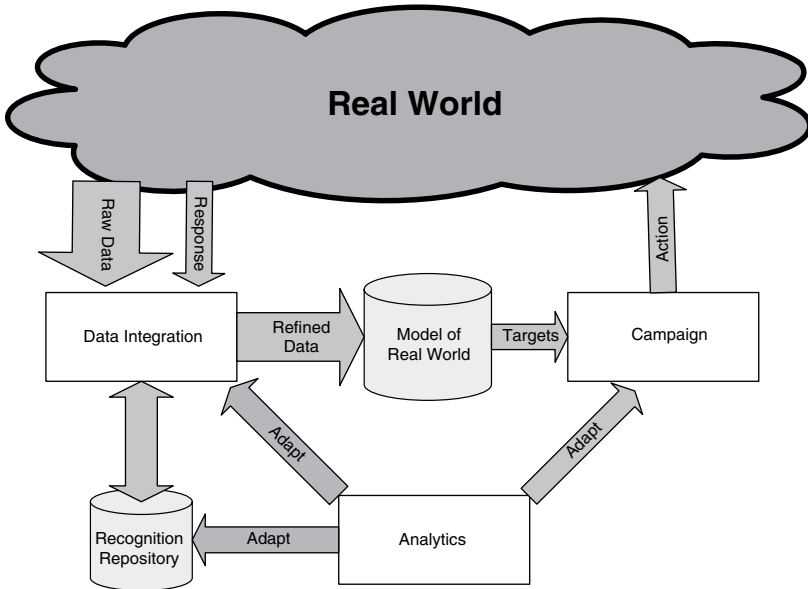 Real World
Raw Data
Response
Action
Data Integration
Refined
Data
Model of
Real World
Targets
Campaign
Adapt
Adapt
Recognition
Repository
Adapt
Analytics